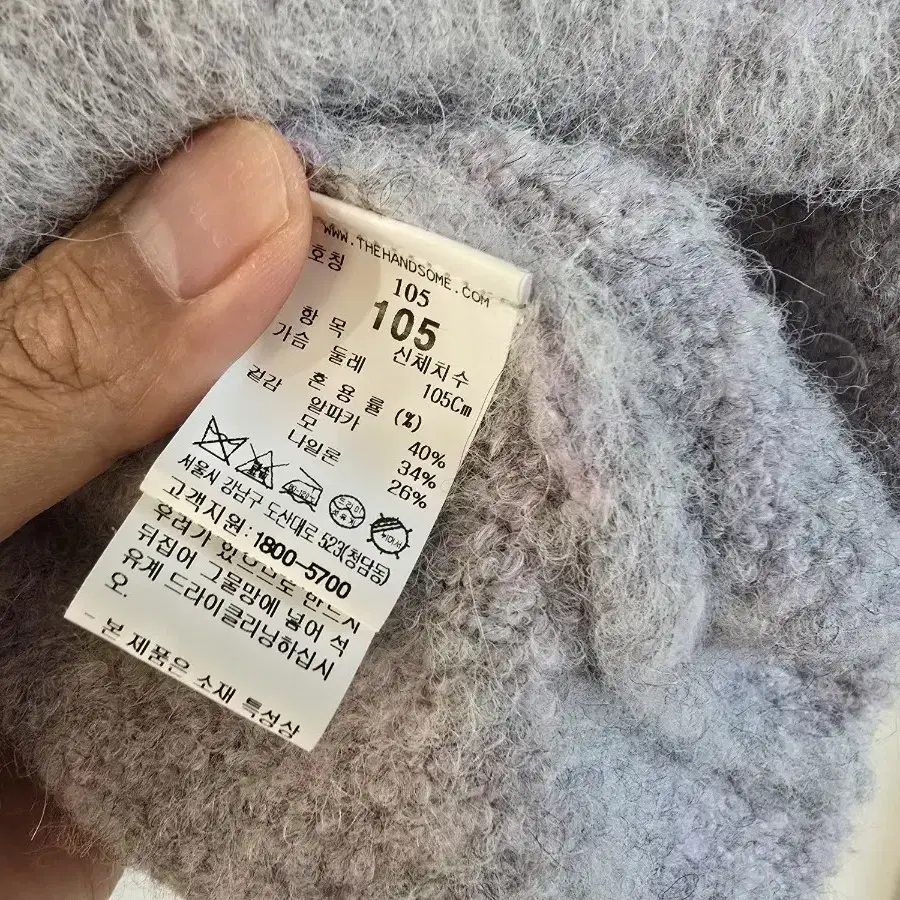 WWW.THEHANDSOME.COM
호칭 105
105
항 목 신체치수
가슴 둘레 105Cm
겉감 혼 용 률 (%)
알파카 40%
모 34%
나일론 26%
서울시 강남구 도산대로 523(청담동)
고객지원:1800-5700
우려가 있으므로 반드시
뒤집어 그물망에 넣어 석
유게 드라이클리닝하십시
오.
- 본 제품은 소재 특성상